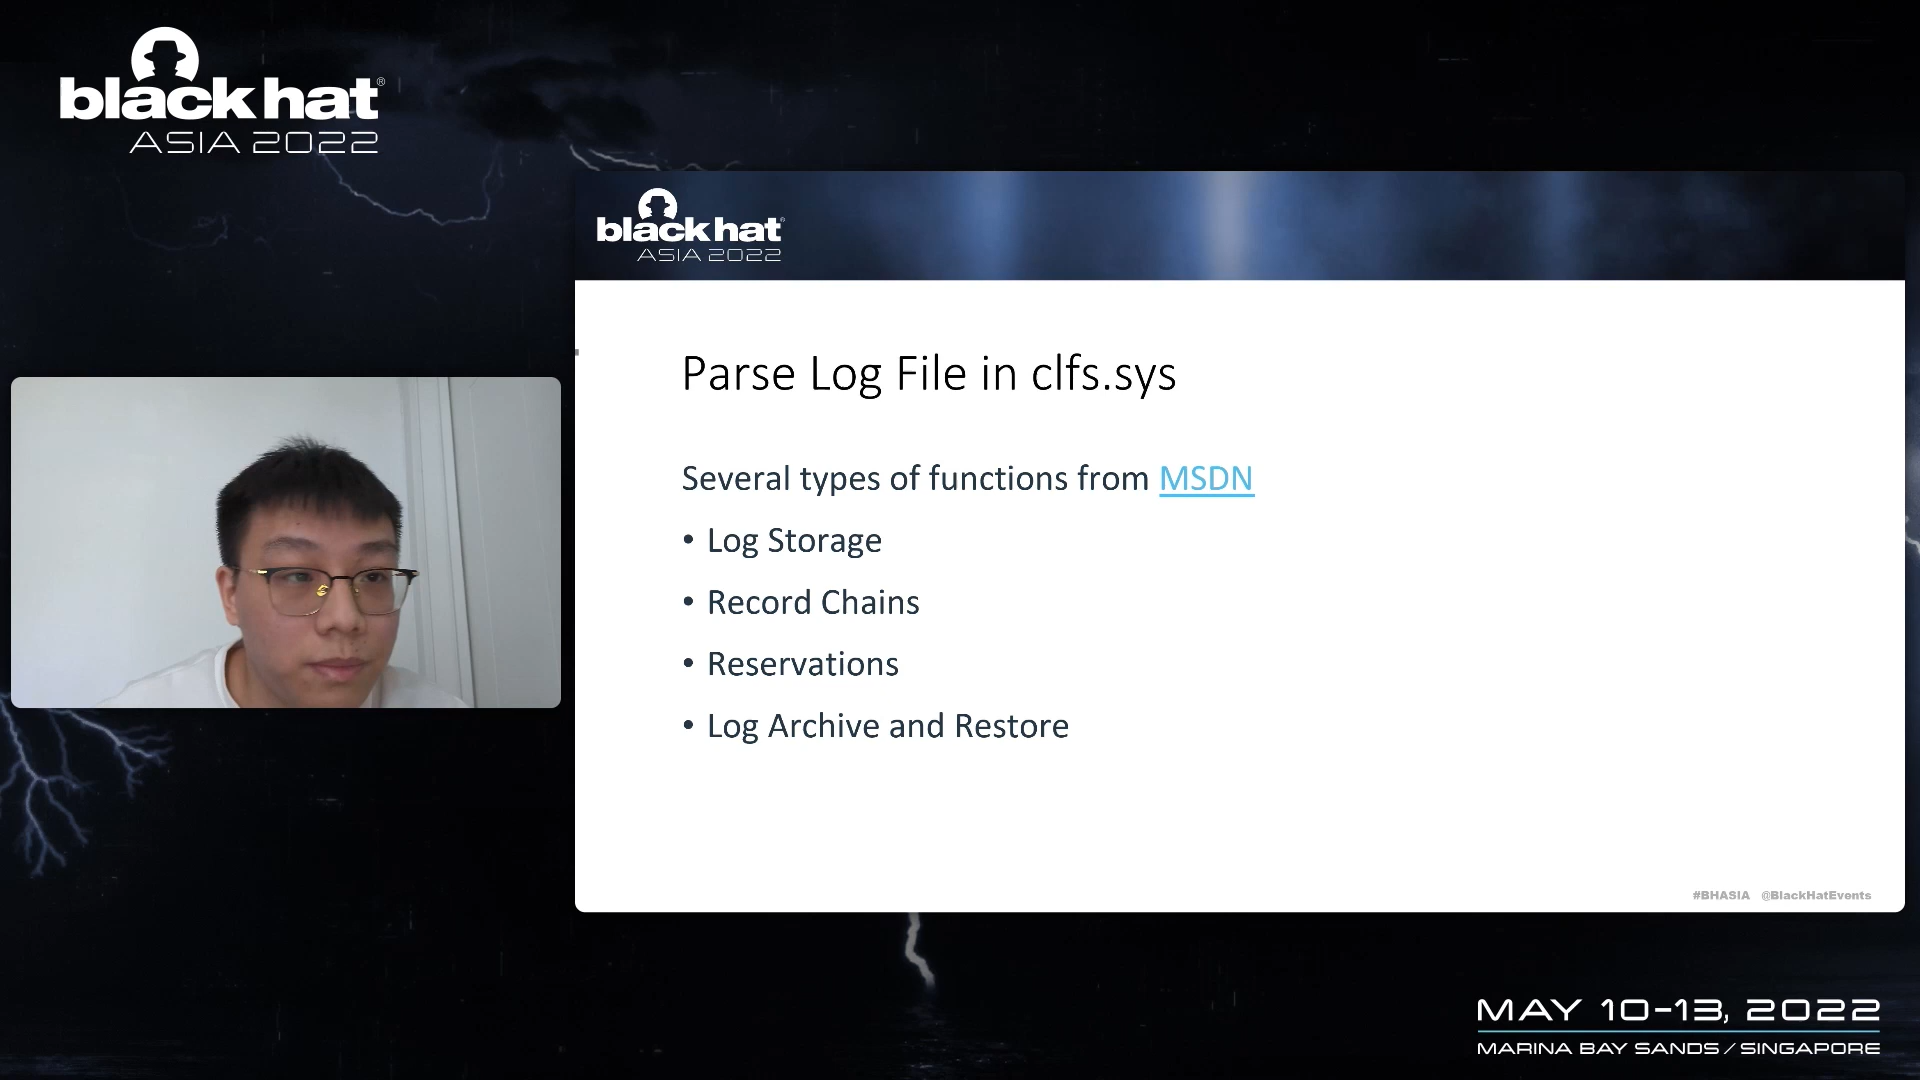 black hat®
ASIA 2022
black hat®
ASIA 2022
Parse Log File in clfs.sys
Several types of functions from MSDN
• Log Storage
• Record Chains
• Reservations
• Log Archive and Restore
#BHASIA @BlackHatEvents
MAY 10-13, 2022
MARINA BAY SANDS / SINGAPORE